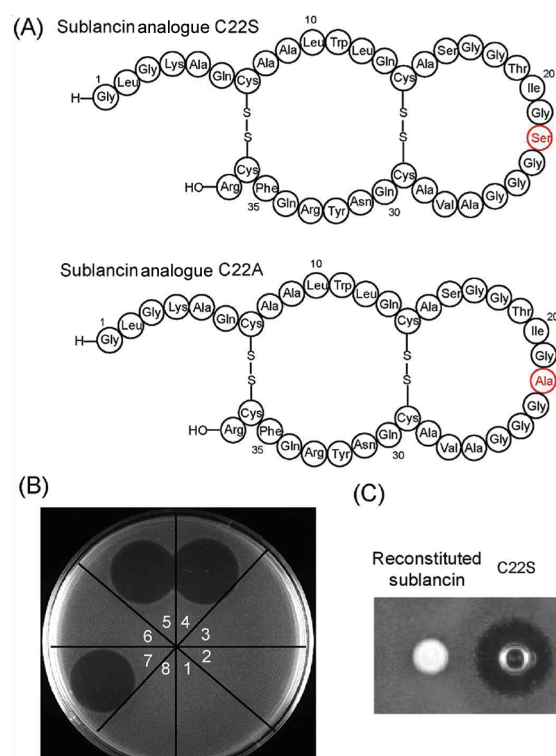 (A)
Sublancin analogue C22S
10
1
20
H Gly Leu Gly Lys Ala Gln Cys Ala Ala Leu Trp Leu Gln Cys Ala Ser Gly Gly Thr Ile Gly
Ser
S S
S S
HO Arg Cys Phe Gln Arg Tyr Asn Gln Cys Ala Val Ala Gly Gly Gly
35
30
Sublancin analogue C22A
10
1
20
H Gly Leu Gly Lys Ala Gln Cys Ala Ala Leu Trp Leu Gln Cys Ala Ser Gly Gly Thr Ile Gly
Ala
S S
S S
HO Arg Cys Phe Gln Arg Tyr Asn Gln Cys Ala Val Ala Gly Gly Gly
35
30
(B)
5 4
6 3
7 2
8 1
(C)
Reconstituted
sublancin
C22S